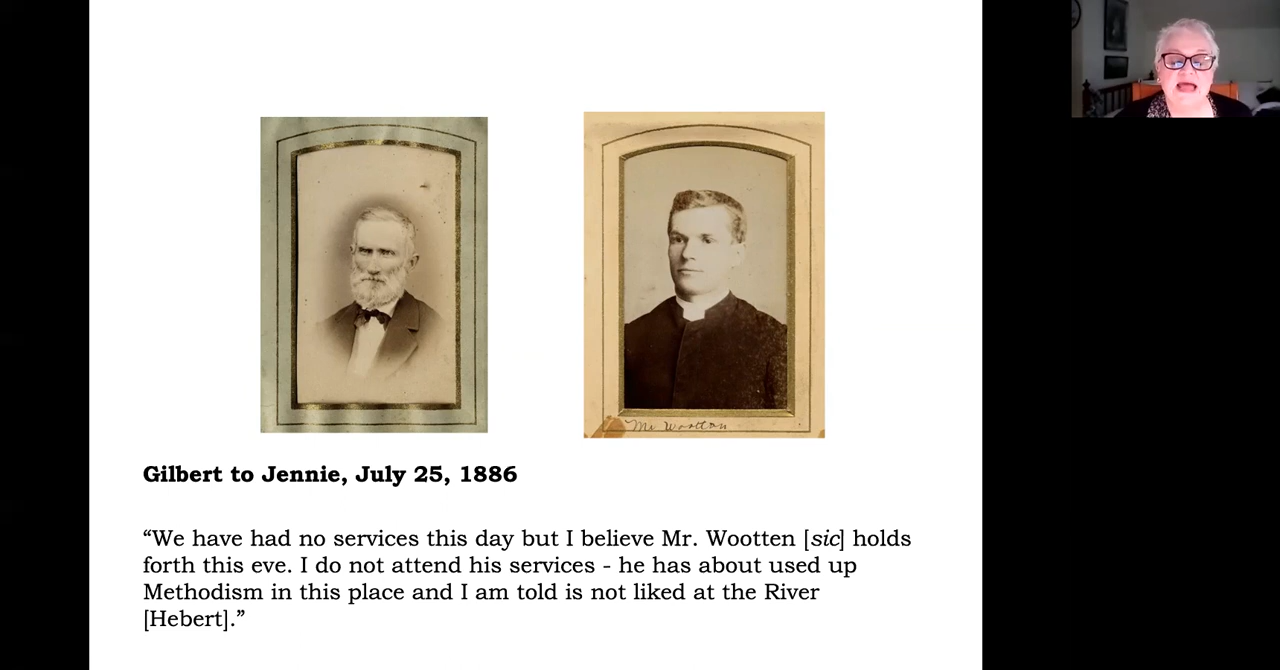 Mr Wootton
Gilbert to Jennie, July 25, 1886
“We have had no services this day but I believe Mr. Wootten [sic] holds
forth this eve. I do not attend his services - he has about used up
Methodism in this place and I am told is not liked at the River
[Hebert].”